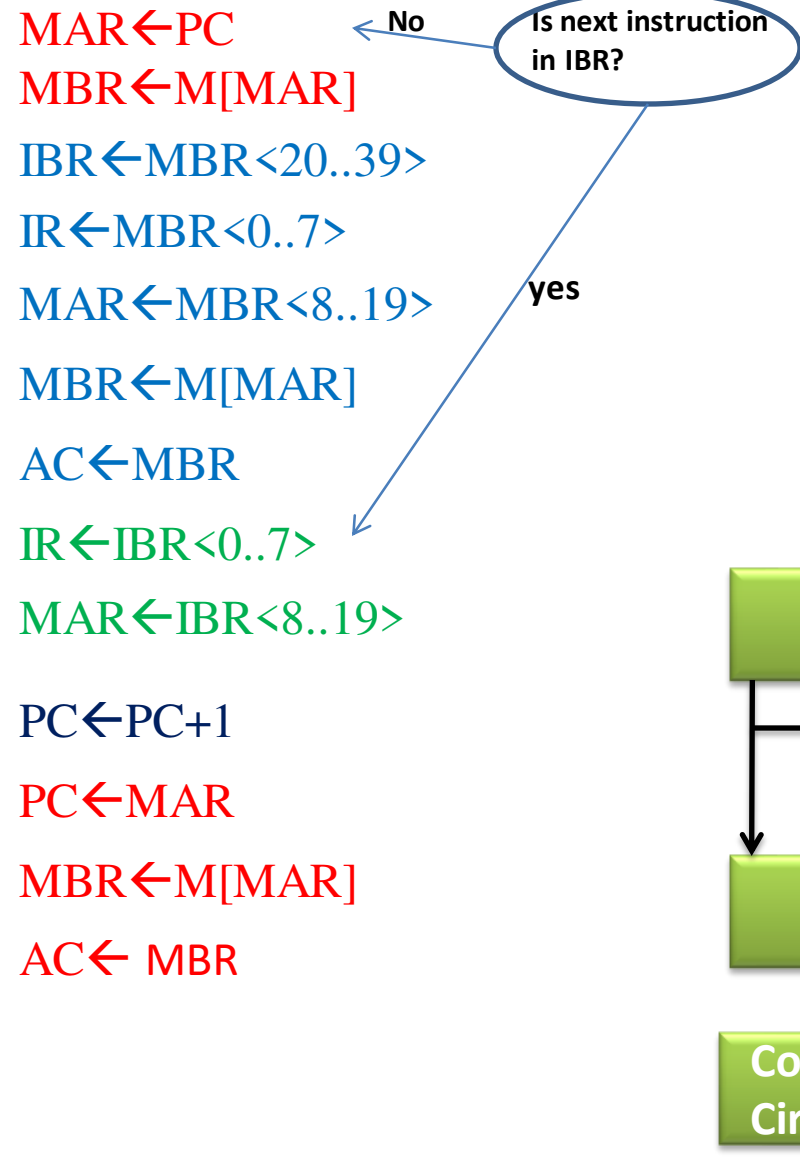 MAR←PC
No
Is next instruction
in IBR?
MBR←M[MAR]
IBR←MBR<20..39>
IR←MBR<0..7>
MAR←MBR<8..19>
yes
MBR←M[MAR]
AC←MBR
IR←IBR<0..7>
MAR←IBR<8..19>
PC←PC+1
PC←MAR
MBR←M[MAR]
AC← MBR
Co
Cir